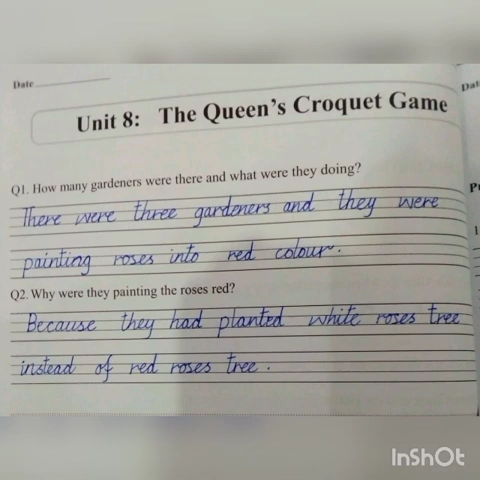 Date
Dat
Unit 8: The Queen's Croquet Game
Q1. How many gardeners were there and what were they doing?
There were three gardeners and they were
painting roses into red colour.
Q2. Why were they painting the roses red?
Because they had planted white roses tree
instead of red roses tree.
InShOt